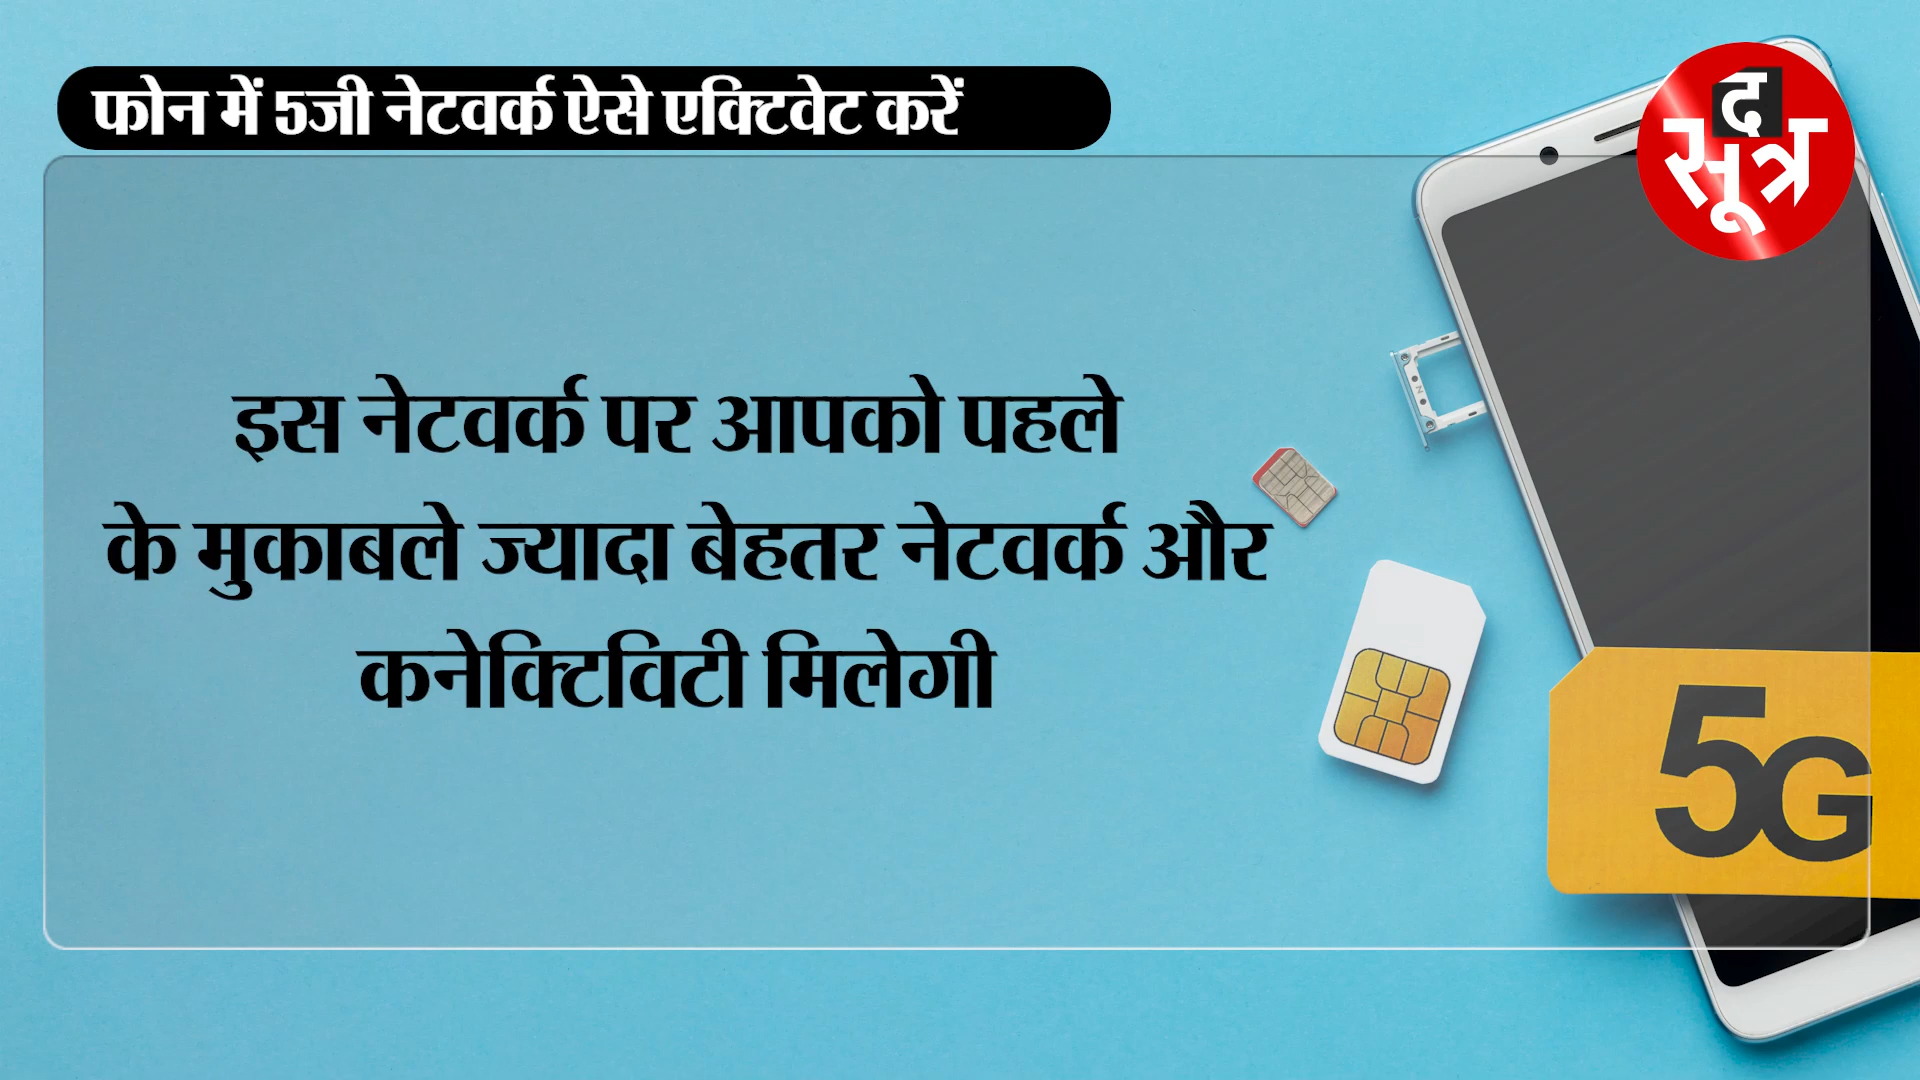 फोन में 5जी नेटवर्क ऐसे एक्टिवेट करें
द
सूत्र
इस नेटवर्क पर आपको पहले
के मुकाबले ज्यादा बेहतर नेटवर्क और
कनेक्टिविटी मिलेगी
5G